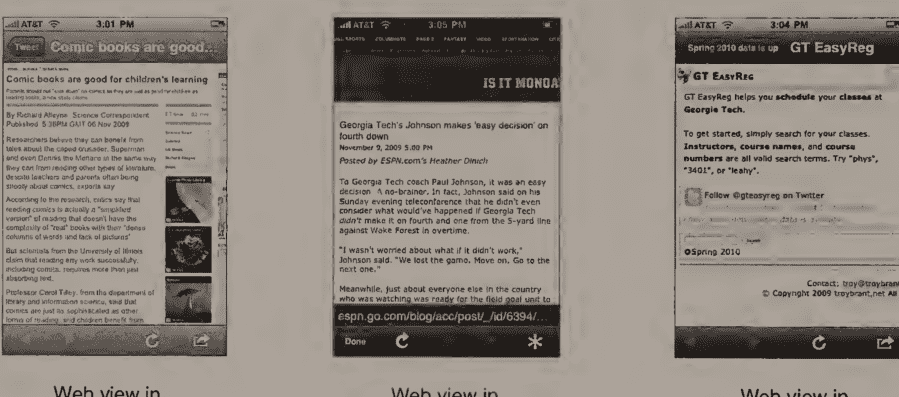 AT&T 3:01 PM
Tweet Comic books are good...
Comic books are good for children's learning
By Richard Alleyne Science Correspondent
Published 5:38PM GMT 06 Nov 2009
Researchers believe they can benefit from
tales about the caped crusader, Superman
and even Dennis the Menace in the same way
they can from reading other types of literature,
despite teachers and parents often being
snooty about comics, experts say
According to the research, critics say that
reading comics is actually a "simplified
version" of reading that doesn't have the
complexity of "real" books with their "dense
columns of words and lack of pictures"
But scientists from the University of Illinois
claim that reading any work successfully,
including comics, requires more than just
absorbing text.
Professor Carol Tilley, from the department of
library and information science, said that
comics are just as sophisticated as other
forms of reading, and children benefit from
Web view in
AT&T 3:05 PM
IS IT MONDA
Georgia Tech's Johnson makes 'easy decision' on
fourth down
November 9, 2009 5:00 PM
Posted by ESPN.com's Heather Dinich
To Georgia Tech coach Paul Johnson, it was an easy
decision. A no-brainer. In fact, Johnson said on his
Sunday evening teleconference that he didn't even
consider what would've happened if Georgia Tech
didn't make it on fourth and one from the 5-yard line
against Wake Forest in overtime.
"I wasn't worried about what if it didn't work,"
Johnson said. "We lost the game. Move on. Go to the
next one."
Meanwhile, just about everyone else in the country
who was watching was ready for the field goal unit to
espn.go.com/blog/acc/post/_/id/6394/...
Done
Web view in
AT&T 3:04 PM
Spring 2010 data is up GT EasyReg
GT EasyReg
GT EasyReg helps you schedule your classes at
Georgia Tech.
To get started, simply search for your classes.
Instructors, course names, and course
numbers are all valid search terms. Try "phys",
"3401", or "leahy".
Follow @gteasyreg on Twitter
Spring 2010
Contact: troy@troybrant
© Copyright 2009 troybrant.net All
Web view in